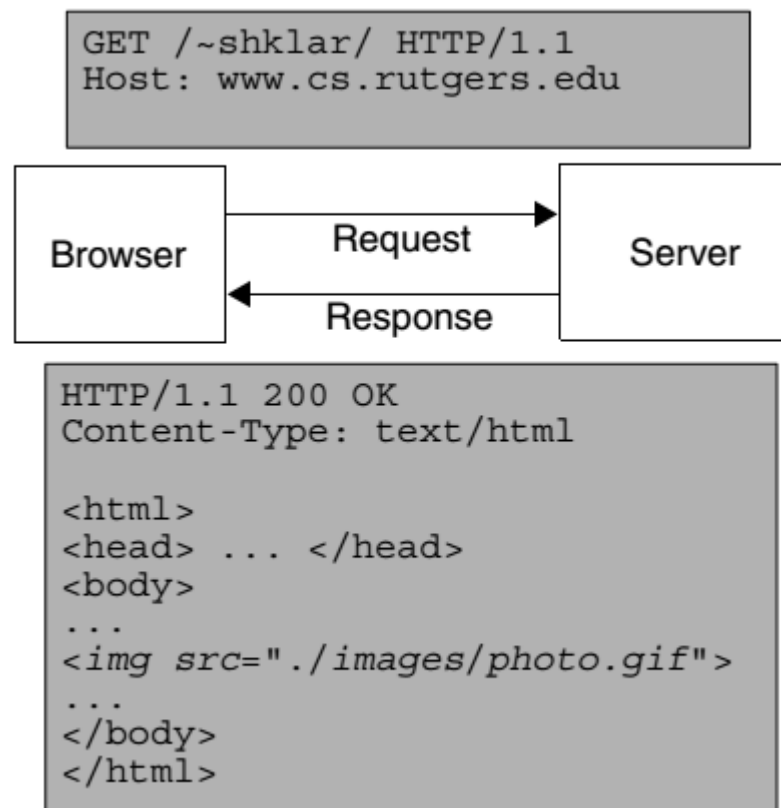 GET /~shklar/ HTTP/1.1
Host: www.cs.rutgers.edu
Browser
Request
Response
Server
HTTP/1.1 200 OK
Content-Type: text/html
<html>
<head> ... </head>
<body>
...
<img src="./images/photo.gif">
...
</body>
</html>